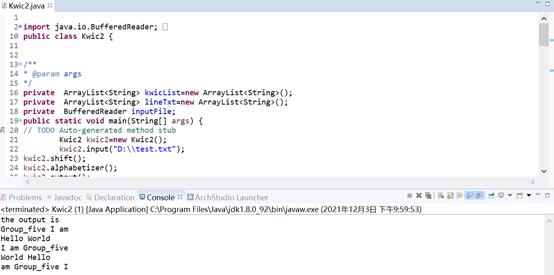 Kwic2.java
1
2 import java.io.BufferedReader;
10 public class Kwic2 {
11
12
13 /**
14 * @param args
15 */
16 private ArrayList<String> kwicList=new ArrayList<String>();
17 private ArrayList<String> lineTxt=new ArrayList<String>();
18 private BufferedReader inputFile;
19 public static void main(String[] args) {
20 // TODO Auto-generated method stub
21 Kwic2 kwic2=new Kwic2();
22 kwic2.input("D:\\test.txt");
23 kwic2.shift();
24 kwic2.alphabetizer();
Problems Javadoc Declaration Console ArchStudio Launcher
<terminated> Kwic2 (1) [Java Application] C:\Program Files\Java\jdk1.8.0_92\bin\javaw.exe (2021年12月3日 下午9:59:53)
the output is
Group_five I am
Hello World
I am Group_five
World Hello
am Group_five I